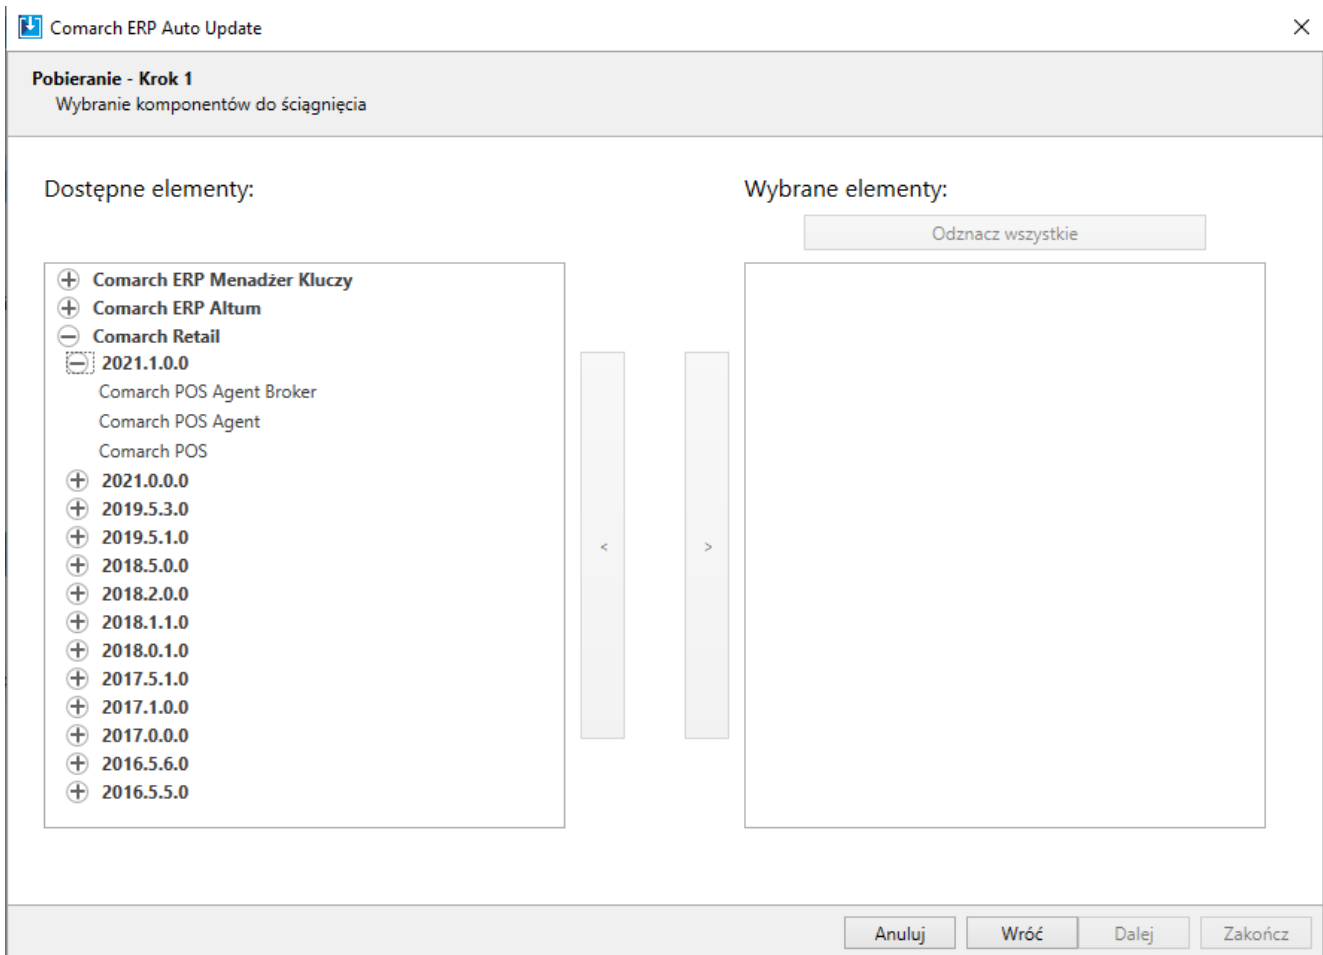 Comarch ERP Auto Update
Pobieranie - Krok 1
Wybranie komponentów do ściągnięcia
Dostępne elementy:
Wybrane elementy:
Odznacz wszystkie
Comarch ERP Menadżer Kluczy
Comarch ERP Altum
Comarch Retail
2021.1.0.0
Comarch POS Agent Broker
Comarch POS Agent
Comarch POS
2021.0.0.0
2019.5.3.0
2019.5.1.0
2018.5.0.0
2018.2.0.0
2018.1.1.0
2018.0.1.0
2017.5.1.0
2017.1.0.0
2017.0.0.0
2016.5.6.0
2016.5.5.0
<
>
Anuluj
Wróć
Dalej
Zakończ